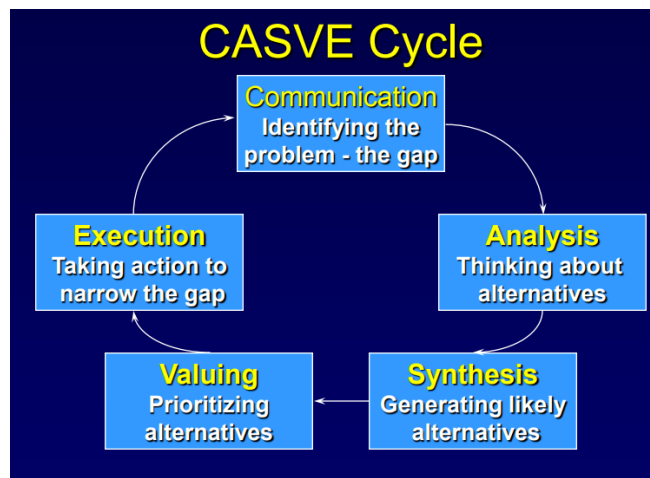 CASVE Cycle
Communication
Identifying the
problem - the gap
Analysis
Thinking about
alternatives
Synthesis
Generating likely
alternatives
Valuing
Prioritizing
alternatives
Execution
Taking action to
narrow the gap